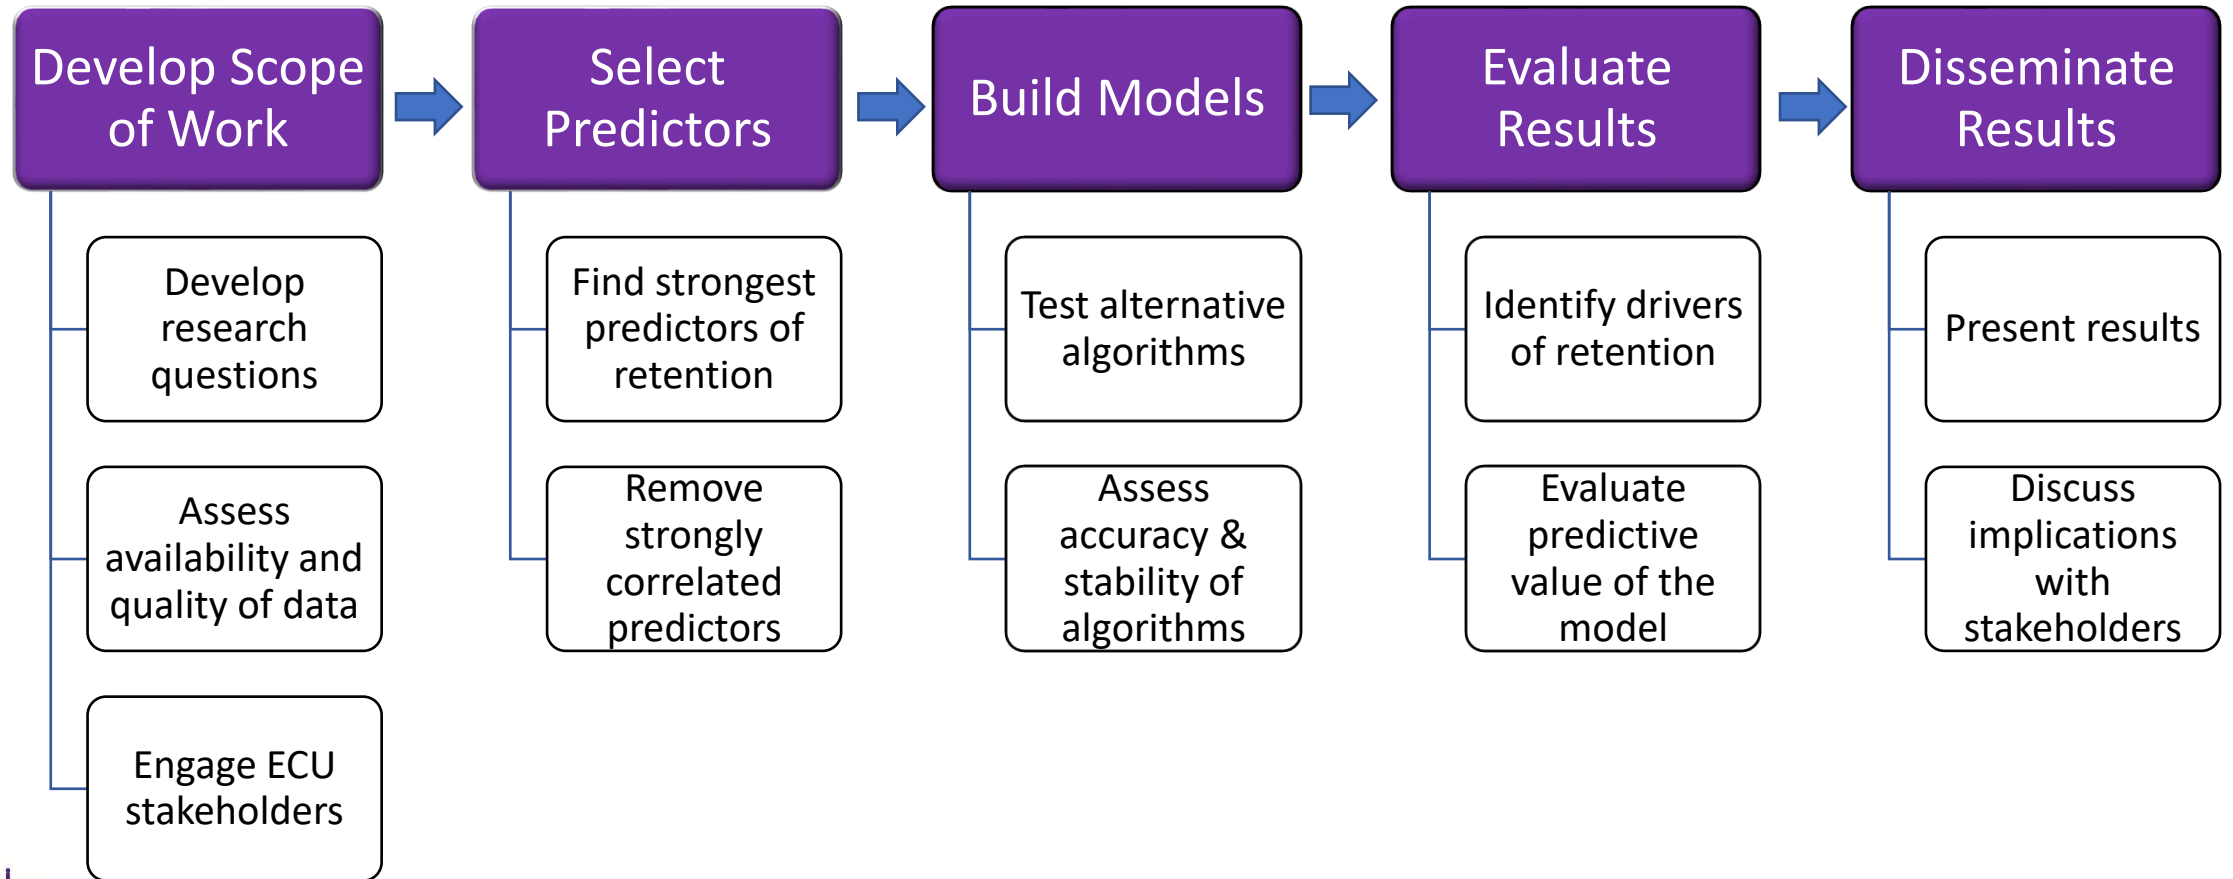 Develop Scope
of Work
Select
Predictors
Build Models
Evaluate
Results
Disseminate
Results
Develop
research
questions
Assess
availability and
quality of data
Engage ECU
stakeholders
Find strongest
predictors of
retention
Remove
strongly
correlated
predictors
Test alternative
algorithms
Assess
accuracy &
stability of
algorithms
Identify drivers
of retention
Evaluate
predictive
value of the
model
Present results
Discuss
implications
with
stakeholders